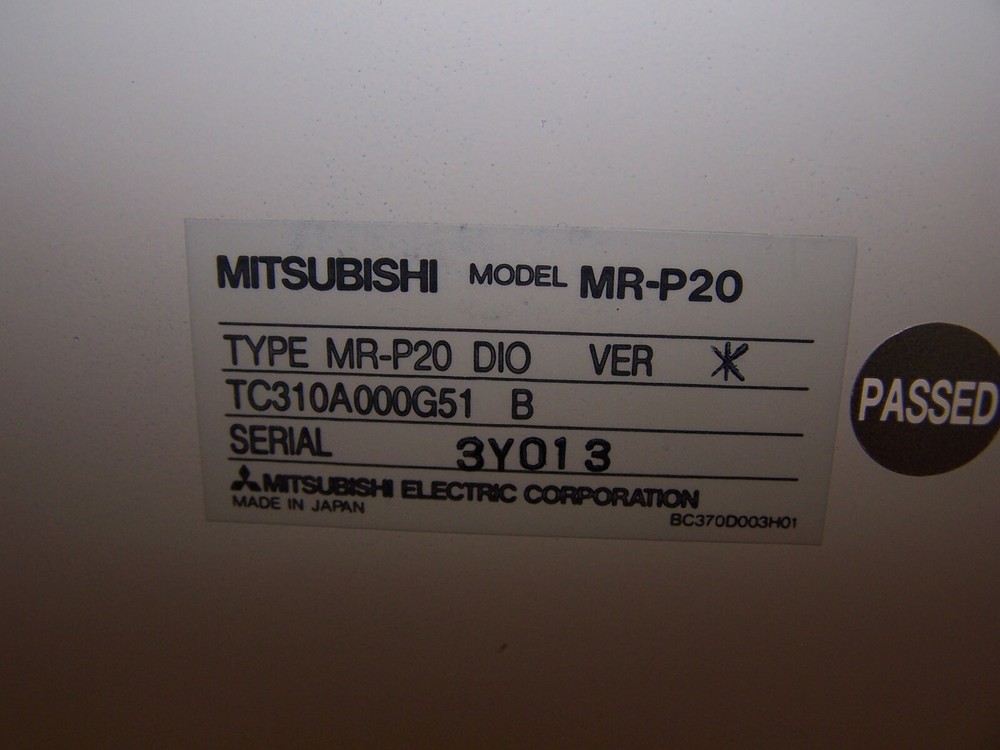 MITSUBISHI MODEL MR-P20
TYPE MR-P20 DIO VER *
TC310A000G51 B
SERIAL 3Y013
MITSUBISHI ELECTRIC CORPORATION
MADE IN JAPAN
BC370D003H01
PASSED